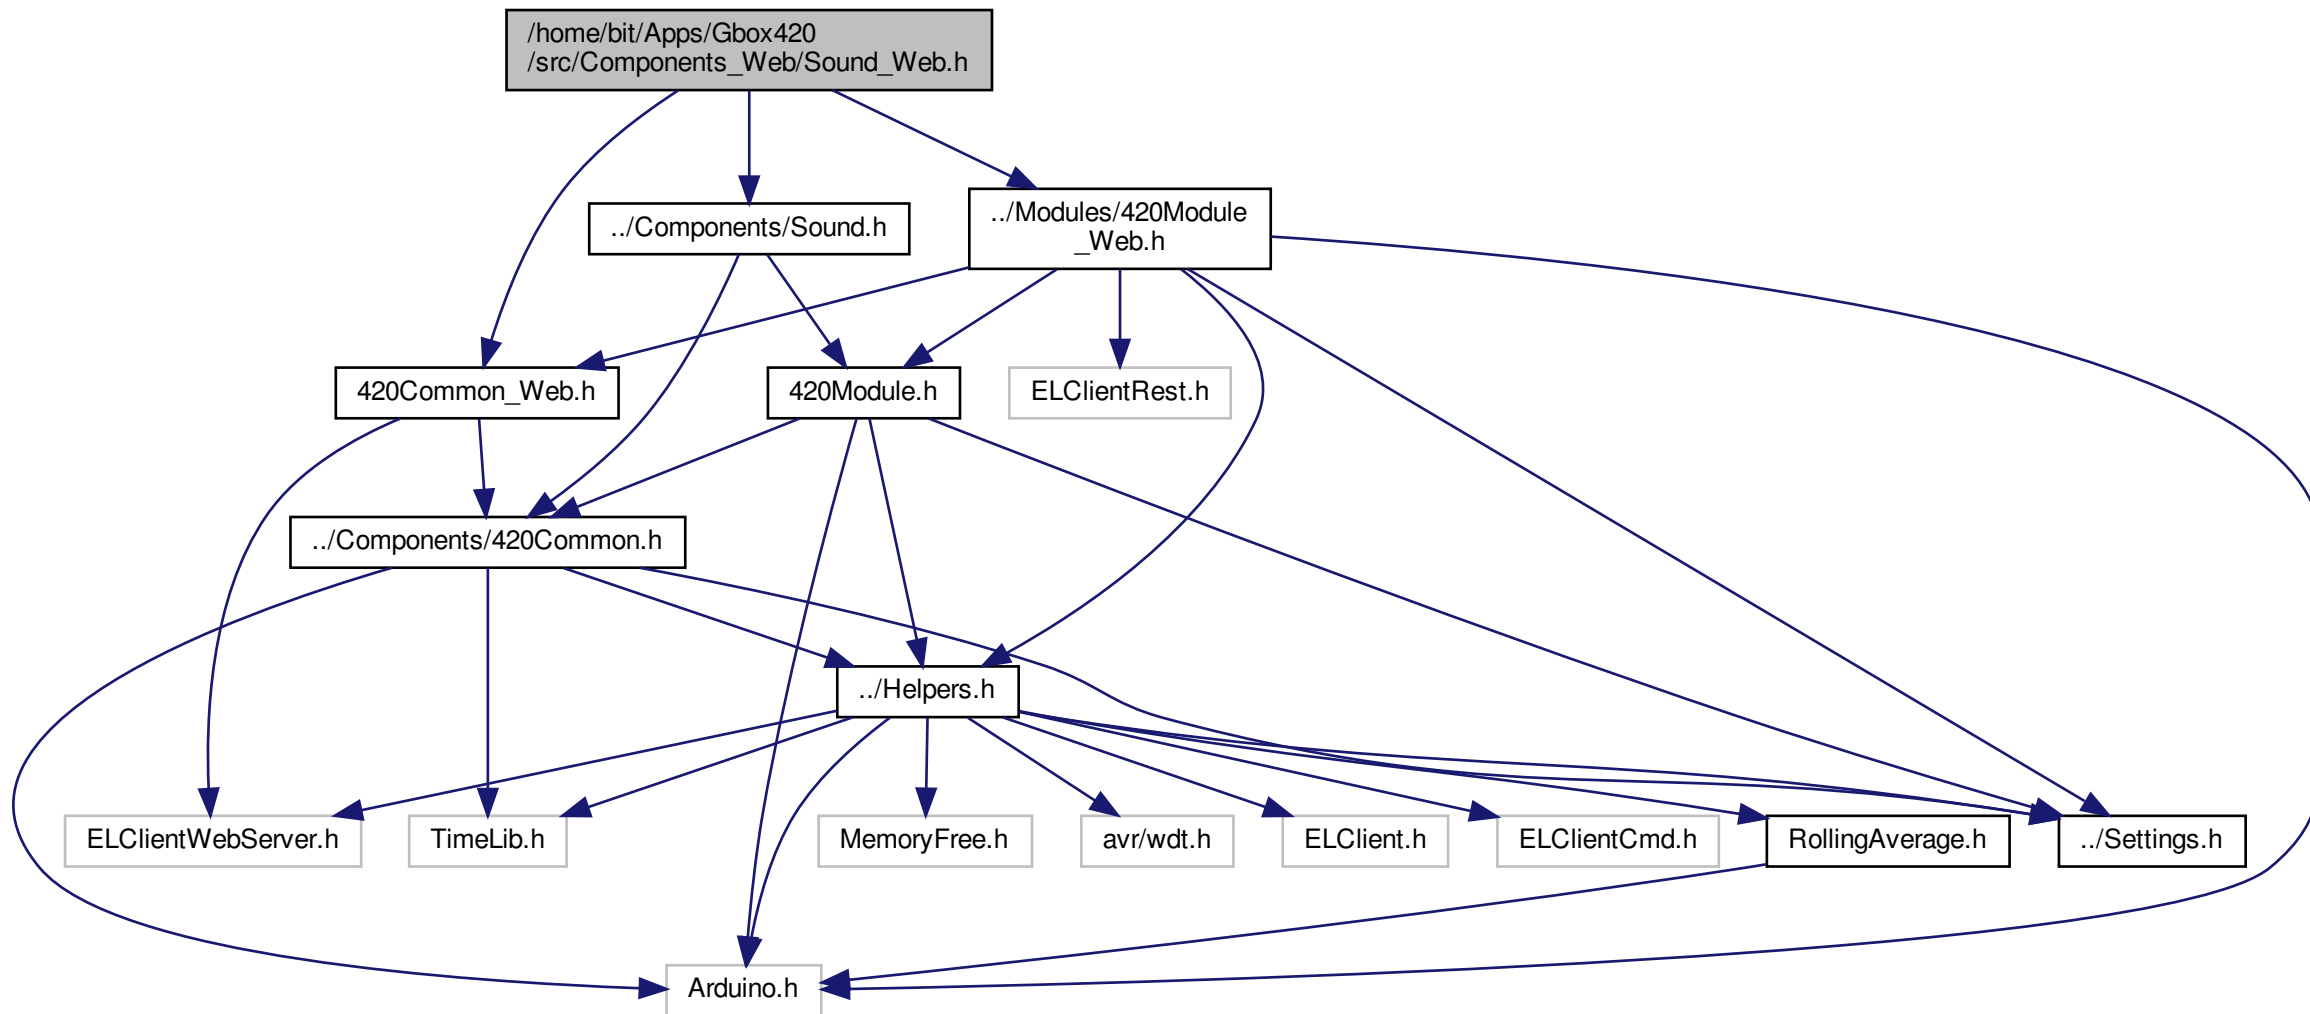 /home/bit/Apps/Gbox420
/src/Components_Web/Sound_Web.h
../Components/Sound.h
../Modules/420Module
_Web.h
420Common_Web.h
420Module.h
ELClientRest.h
../Components/420Common.h
../Helpers.h
ELClientWebServer.h
TimeLib.h
MemoryFree.h
avr/wdt.h
ELClient.h
ELClientCmd.h
RollingAverage.h
../Settings.h
Arduino.h